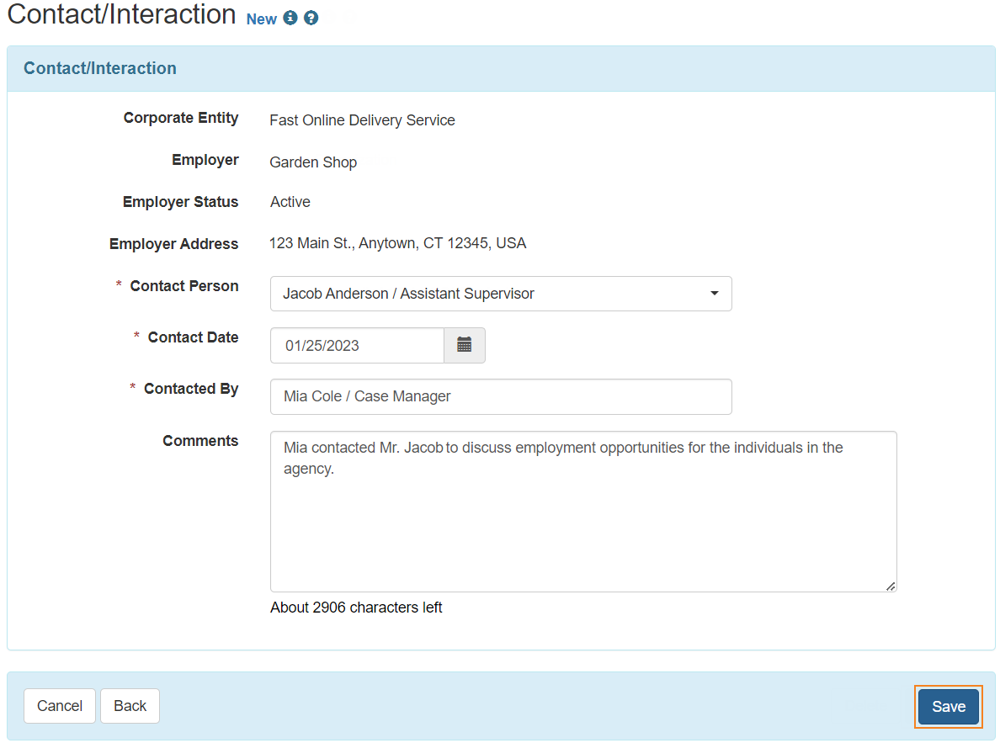 Contact/Interaction New
Contact/Interaction
Corporate Entity Fast Online Delivery Service
Employer Garden Shop
Employer Status Active
Employer Address 123 Main St., Anytown, CT 12345, USA
* Contact Person Jacob Anderson / Assistant Supervisor
* Contact Date 01/25/2023
* Contacted By Mia Cole / Case Manager
Comments Mia contacted Mr. Jacob to discuss employment opportunities for the individuals in the
agency.
About 2906 characters left
Cancel Back Save